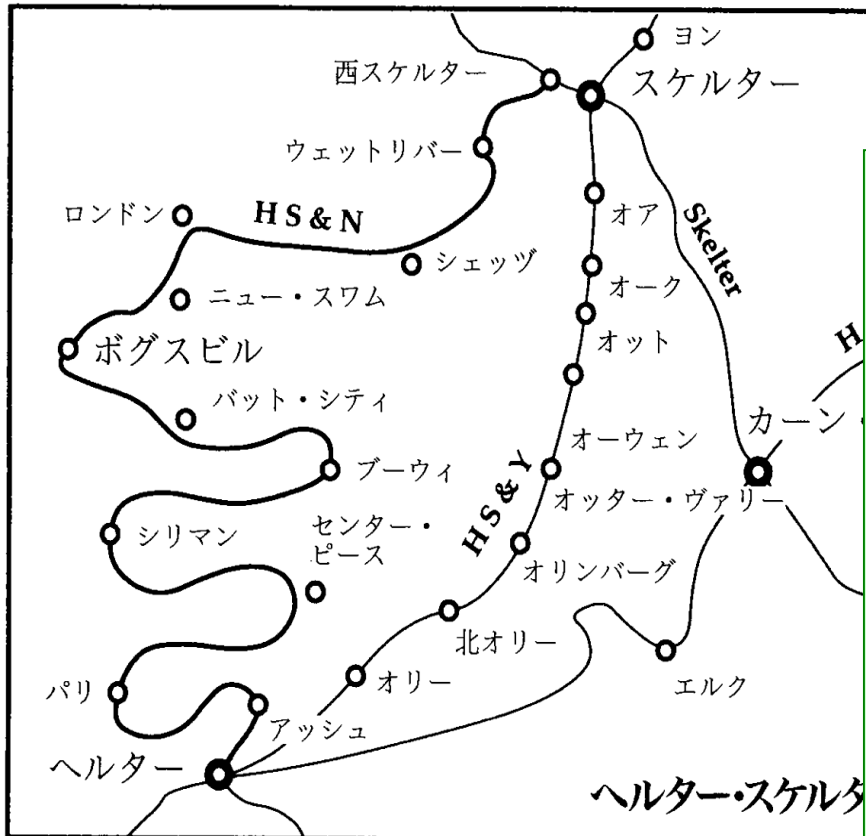 ヨン
西スケルター
スケルター
ウェットリバー
ロンドン
HS&N
オア
Skelter
シェッヅ
オーク
ニュー・スワム
オット
ボグスビル
H
バット・シティ
カーン・
オーウェン
ブーウィ
HS&Y
オッター・ヴァリー
シリマン
センター・
ピース
オリンバーグ
北オリー
エルク
パリ
オリー
アッシュ
ヘルター
ヘルター・スケルタ